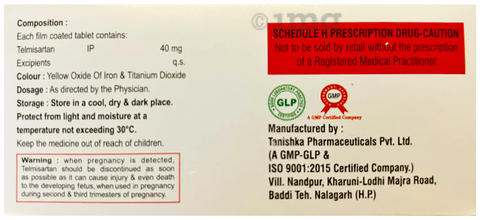 Composition :
Each film coated tablet contains:
Telmisartan IP 40 mg
Excipients q.s.
Colour : Yellow Oxide Of Iron & Titanium Dioxide
Dosage : As directed by the Physician.
Storage : Store in a cool, dry & dark place.
Protect from light and moisture at a
temperature not exceeding 30°C.
Keep the medicine out of reach of children.
Warning : when pregnancy is detected,
Telmisartan should be discontinued as soon
as possible as it can cause injury & even death
to the developing fetus, when used in pregnancy
during second & third trimesters of pregnancy.
1mg
SCHEDULE H PRESCRIPTION DRUG-CAUTION
Not to be sold by retail without the prescription
of a Registered Medical Practitioner.
GLP
GMP
A GMP Certified Company
Manufactured by :
Tanishka Pharmaceuticals Pvt. Ltd.
(A GMP-GLP &
ISO 9001:2015 Certified Company.)
Vill. Nandpur, Kharuni-Lodhi Majra Road,
Baddi Teh. Nalagarh (H.P.)